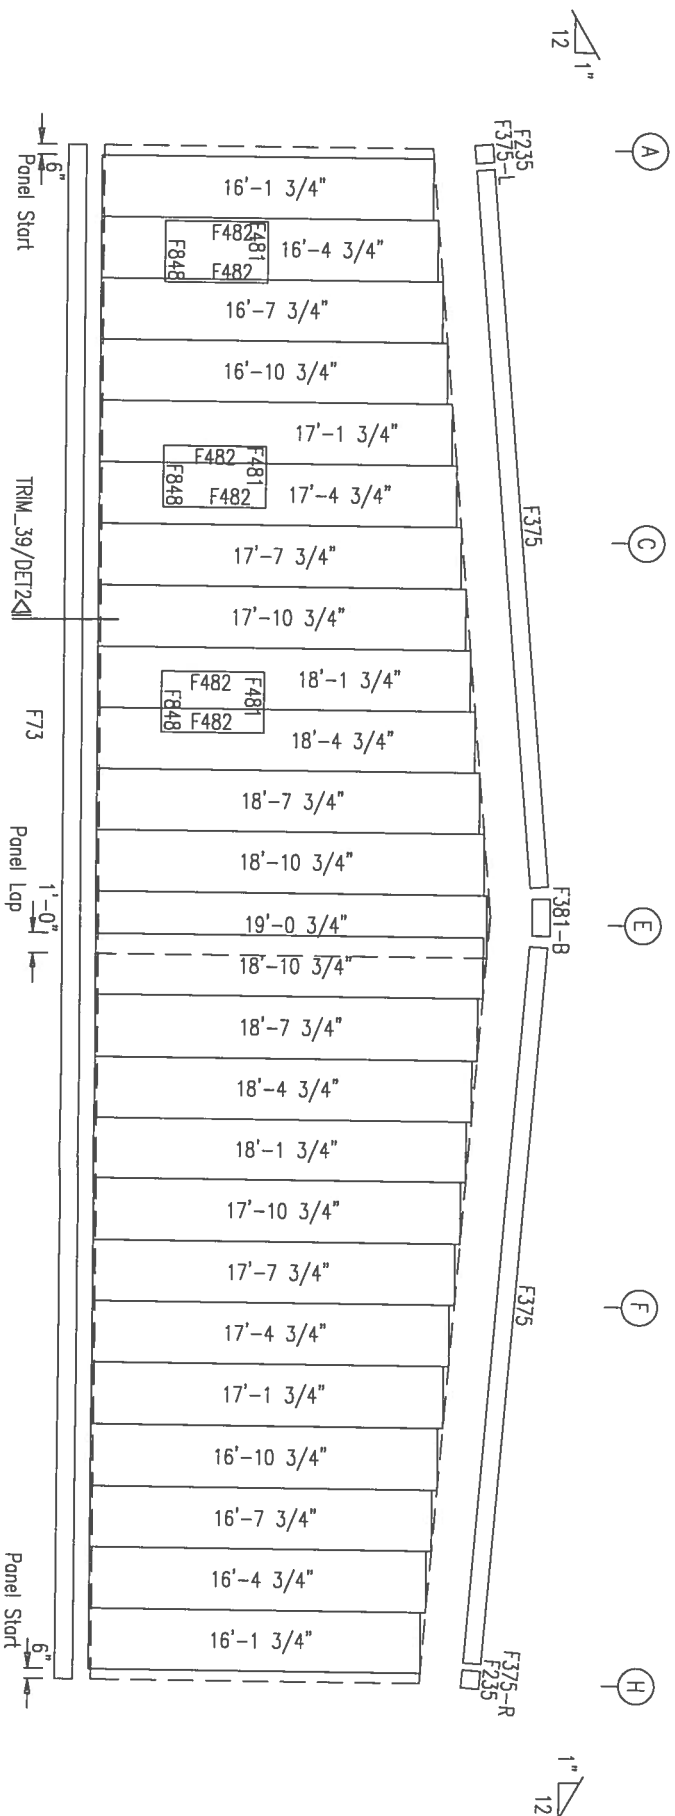 12
1"
A
F235
F375-L
6"
Panel Start
16'-1 3/4"
16'-4 3/4"
F482
F481
F848
F482
16'-7 3/4"
16'-10 3/4"
17'-1 3/4"
F482
F481
F848
F482
17'-4 3/4"
F375
C
17'-7 3/4"
TRIM_39/DET2
17'-10 3/4"
18'-1 3/4"
F482
F481
F848
F482
F73
18'-4 3/4"
18'-7 3/4"
18'-10 3/4"
Panel Lap
1'-0"
19'-0 3/4"
F381-B
E
18'-10 3/4"
18'-7 3/4"
18'-4 3/4"
18'-1 3/4"
17'-10 3/4"
17'-7 3/4"
F375
F
17'-4 3/4"
17'-1 3/4"
16'-10 3/4"
16'-7 3/4"
16'-4 3/4"
16'-1 3/4"
Panel Start
6"
F375-R
F235
H
1"
12